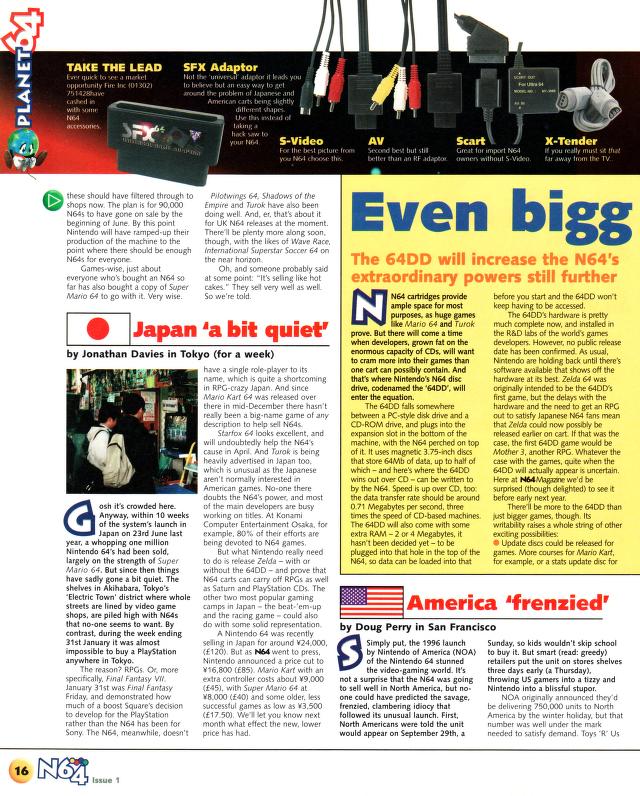 PLANET 64
TAKE THE LEAD
Ever quick to see a market
opportunity Fire Inc (01302)
751428have
cashed in
with some
N64
accessories.
SFX Adaptor
Not the 'universal' adaptor it leads you
to believe but an easy way to get
around the problem of Japanese and
American carts being slightly
different shapes.
Use this instead of
taking a
hack saw to
your N64.
SFX 64
S-Video
For the best picture from
you N64 choose this.
AV
Second best but still
better than an RF adaptor.
Scart
Great for import N64
owners without S-Video.
X-Tender
If you really must sit that
far away from the TV.
For Ultra 64
these should have filtered through to
shops now. The plan is for 90,000
N64s to have gone on sale by the
beginning of June. By this point
Nintendo will have ramped-up their
production of the machine to the
point where there should be enough
N64s for everyone.
Games-wise, just about
everyone who's bought an N64 so
far has also bought a copy of Super
Mario 64 to go with it. Very wise.
Pilotwings 64, Shadows of the
Empire and Turok have also been
doing well. And, er, that's about it
for UK N64 releases at the moment.
There'll be plenty more along soon,
though, with the likes of Wave Race,
International Superstar Soccer 64 on
the near horizon.
Oh, and someone probably said
at some point: "It's selling like hot
cakes." They sell very well as well.
So we're told.
Japan 'a bit quiet'
by Jonathan Davies in Tokyo (for a week)
Gosh it's crowded here.
Anyway, within 10 weeks
of the system's launch in
Japan on 23rd June last
year, a whopping one million
Nintendo 64's had been sold,
largely on the strength of Super
Mario 64. But since then things
have sadly gone a bit quiet. The
shelves in Akihabara, Tokyo's
'Electric Town' district where whole
streets are lined by video game
shops, are piled high with N64s
that no-one seems to want. By
contrast, during the week ending
31st January it was almost
impossible to buy a PlayStation
anywhere in Tokyo.
The reason? RPGs. Or, more
specifically, Final Fantasy VII.
January 31st was Final Fantasy
Friday, and demonstrated how
much of a boost Square's decision
to develop for the PlayStation
rather than the N64 has been for
Sony. The N64, meanwhile, doesn't
have a single role-player to its
name, which is quite a shortcoming
in RPG-crazy Japan. And since
Mario Kart 64 was released over
there in mid-December there hasn't
really been a big-name game of any
description to help sell N64s.
Starfox 64 looks excellent, and
will undoubtedly help the N64's
cause in April. And Turok is being
heavily advertised in Japan too,
which is unusual as the Japanese
aren't normally interested in
American games. No-one there
doubts the N64's power, and most
of the main developers are busy
working on titles. At Konami
Computer Entertainment Osaka, for
example, 80% of their efforts are
being devoted to N64 games.
But what Nintendo really need
to do is release Zelda – with or
without the 64DD – and prove that
N64 carts can carry off RPGs as well
as Saturn and PlayStation CDs. The
other two most popular gaming
camps in Japan – the beat-'em-up
and the racing game – could also
do with some solid representation.
A Nintendo 64 was recently
selling in Japan for around ¥24,000,
(£120). But as N64 went to press,
Nintendo announced a price cut to
¥16,800 (£85). Mario Kart with an
extra controller costs about ¥9,000
(£45), with Super Mario 64 at
¥8,000 (£40) and some older, less
successful games as low as ¥3,500
(£17.50). We'll let you know next
month what effect the new, lower
price has had.
Even bigg
The 64DD will increase the N64's
extraordinary powers still further
N64 cartridges provide
ample space for most
purposes, as huge games
like Mario 64 and Turok
prove. But there will come a time
when developers, grown fat on the
enormous capacity of CDs, will want
to cram more into their games than
one cart can possibly contain. And
that's where Nintendo's N64 disc
drive, codenamed the '64DD', will
enter the equation.
The 64DD falls somewhere
between a PC-style disk drive and a
CD-ROM drive, and plugs into the
expansion slot in the bottom of the
machine, with the N64 perched on top
of it. It uses magnetic 3.75-inch discs
that store 64Mb of data, up to half of
which – and here's where the 64DD
wins out over CD – can be written to
by the N64. Speed is up over CD, too:
the data transfer rate should be around
0.71 Megabytes per second, three
times the speed of CD-based machines.
The 64DD will also come with some
extra RAM – 2 or 4 Megabytes, it
hasn't been decided yet – to be
plugged into that hole in the top of the
N64, so data can be loaded into that
before you start and the 64DD won't
keep having to be accessed.
The 64DD's hardware is pretty
much complete now, and installed in
the R&D labs of the world's games
developers. However, no public release
date has been confirmed. As usual,
Nintendo are holding back until there's
software available that shows off the
hardware at its best. Zelda 64 was
originally intended to be the 64DD's
first game, but the delays with the
hardware and the need to get an RPG
out to satisfy Japanese N64 fans mean
that Zelda could now possibly be
released earlier on cart. If that was the
case, the first 64DD game would be
Mother 3, another RPG. Whatever the
case with the games, quite when the
64DD will actually appear is uncertain.
Here at N64 Magazine we'd be
surprised (though delighted) to see it
before early next year.
There'll be more to the 64DD than
just bigger games, though. Its
writability raises a whole string of other
exciting possibilities:
● Update discs could be released for
games. More courses for Mario Kart,
for example, or a stats update disc for
America 'frenzied'
by Doug Perry in San Francisco
Simply put, the 1996 launch
by Nintendo of America (NOA)
of the Nintendo 64 stunned
the video-gaming world. It's
not a surprise that the N64 was going
to sell well in North America, but no-
one could have predicted the savage,
frenzied, clambering idiocy that
followed its unusual launch. First,
North Americans were told the unit
would appear on September 29th, a
Sunday, so kids wouldn't skip school
to buy it. But smart (read: greedy)
retailers put the unit on store shelves
three days early (a Thursday),
throwing US gamers into a tizzy and
Nintendo into a blissful stupor.
NOA originally announced they'd
be delivering 750,000 units to North
America by the winter holiday, but that
number was well under the mark
needed to satisfy demand. Toys 'R' Us
16 N64 Issue 1